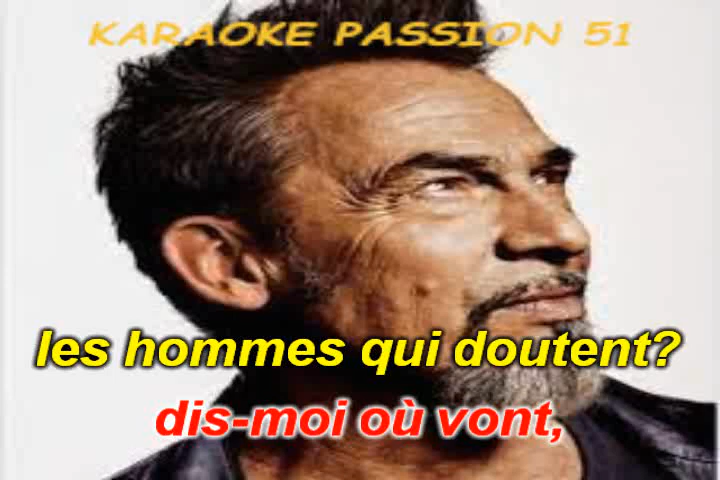 KARAOKE PASSION 51
les hommes qui doutent?
dis-moi où vont,